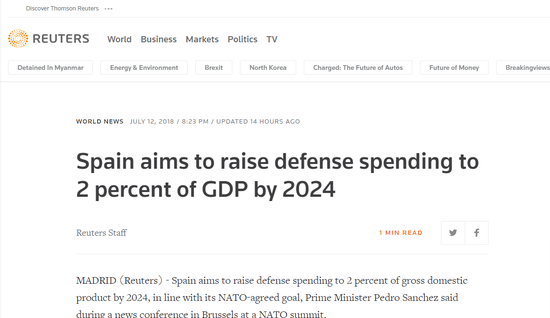 Discover Thomson Reuters
REUTERS World Business Markets Politics TV
Detained In Myanmar Energy & Environment Brexit North Korea Charged: The Future of Autos Future of Money Breakingviews
WORLD NEWS JULY 12, 2018 / 8:23 PM / UPDATED 14 HOURS AGO
Spain aims to raise defense spending to
2 percent of GDP by 2024
Reuters Staff 1 MIN READ
MADRID (Reuters) - Spain aims to raise defense spending to 2 percent of gross domestic
product by 2024, in line with its NATO-agreed goal, Prime Minister Pedro Sanchez said
during a news conference in Brussels at a NATO summit.